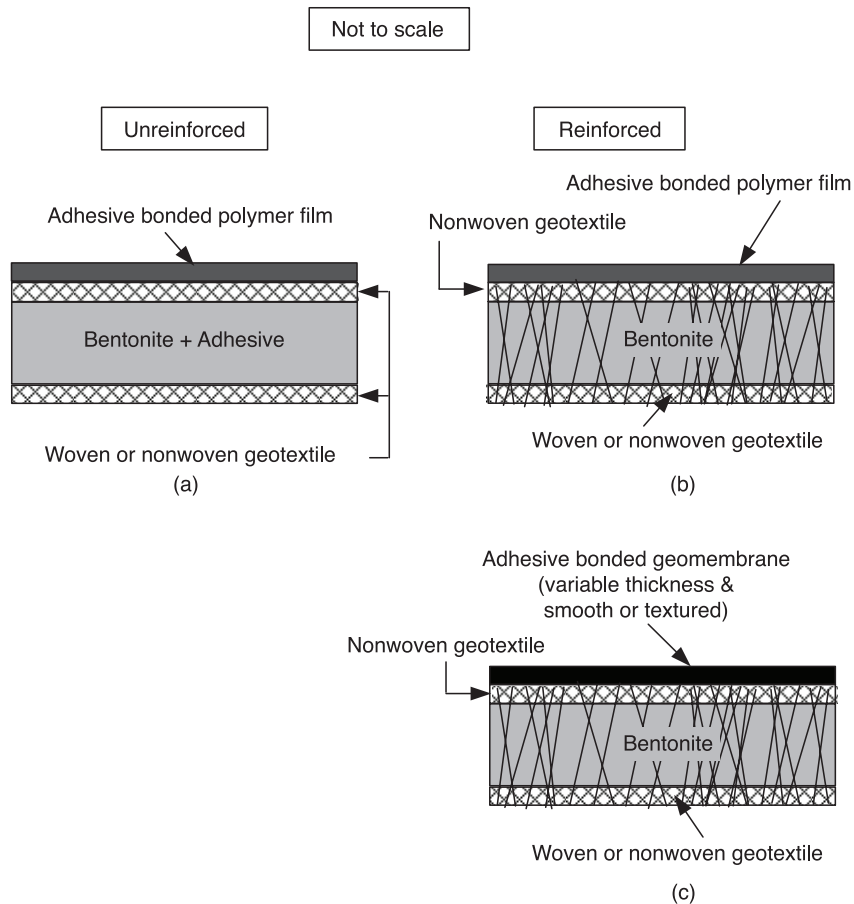 Not to scale
Unreinforced
Reinforced
Adhesive bonded polymer film
Bentonite + Adhesive
Woven or nonwoven geotextile
(a)
Adhesive bonded polymer film
Nonwoven geotextile
Bentonite
Woven or nonwoven geotextile
(b)
Adhesive bonded geomembrane
(variable thickness &
smooth or textured)
Nonwoven geotextile
Bentonite
Woven or nonwoven geotextile
(c)